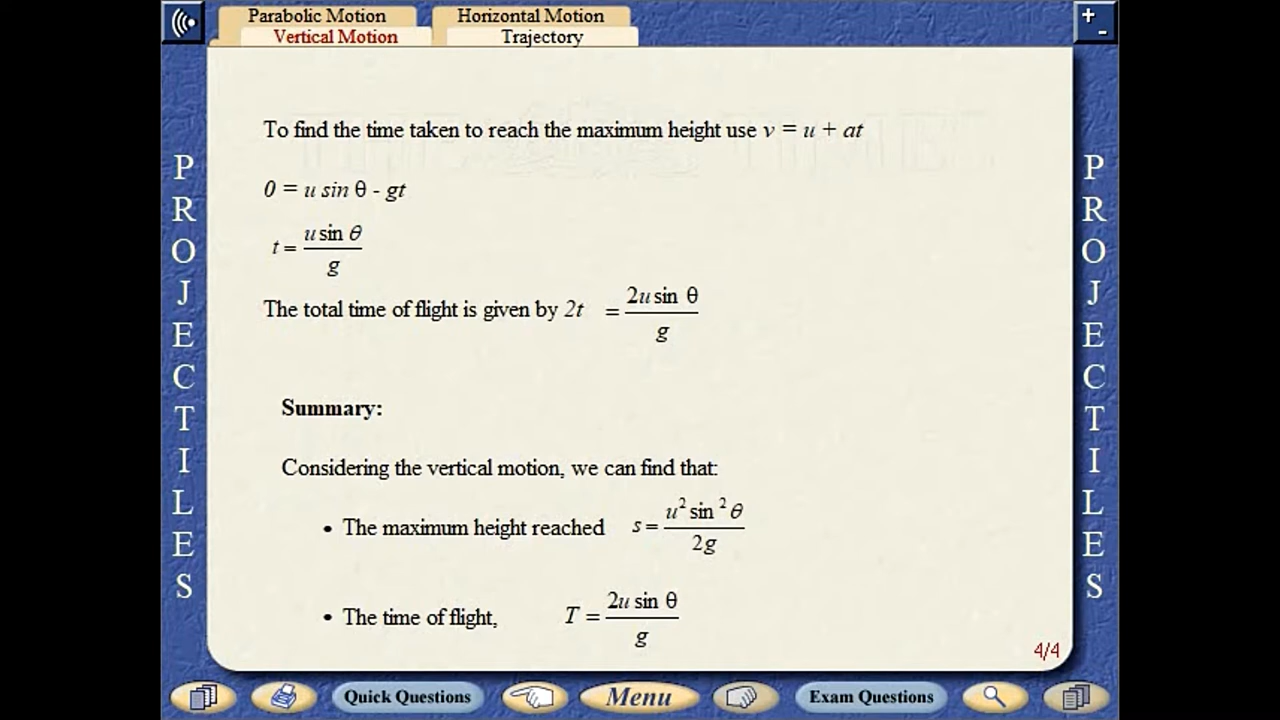 Parabolic Motion
Horizontal Motion
Vertical Motion
Trajectory
+
-
PROJECTILES
PROJECTILES
To find the time taken to reach the maximum height use v = u + at
0 = u sin θ - gt
t = u sin θ / g
The total time of flight is given by 2t = 2u sin θ / g
Summary:
Considering the vertical motion, we can find that:
• The maximum height reached s = u² sin² θ / 2g
• The time of flight, T = 2u sin θ / g
4/4
Quick Questions
Menu
Exam Questions